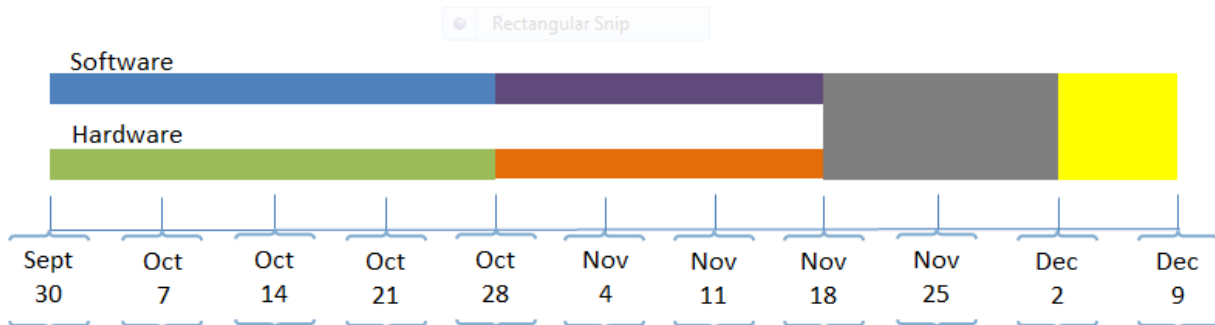 Rectangular Snip
Software
Hardware
Sept Oct Oct Oct Oct Nov Nov Nov Nov Dec Dec
30 7 14 21 28 4 11 18 25 2 9